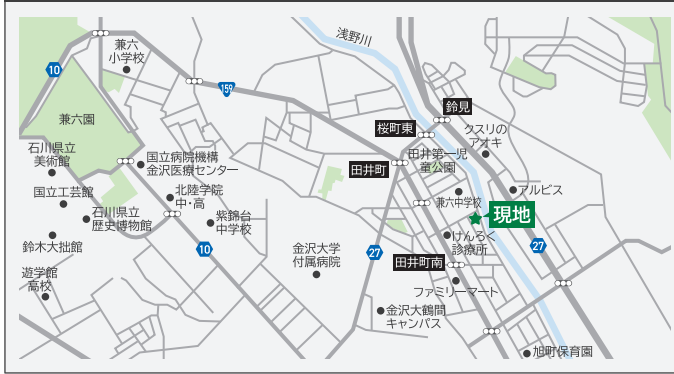 浅野川
兼六
小学校
10
159
兼六園
鈴見
桜町東
クスリの
アオキ
石川県立
美術館
国立病院機構
金沢医療センター
田井町
田井第一児
童公園
国立工芸館
北陸学院
中・高
アルビス
兼六中学校
石川県立
歴史博物館
紫錦台
中学校
現地
鈴木大拙館
10
金沢大学
付属病院
27
けんろく
診療所
27
遊学館
高校
田井町南
ファミリーマート
金沢大鶴間
キャンパス
旭町保育園